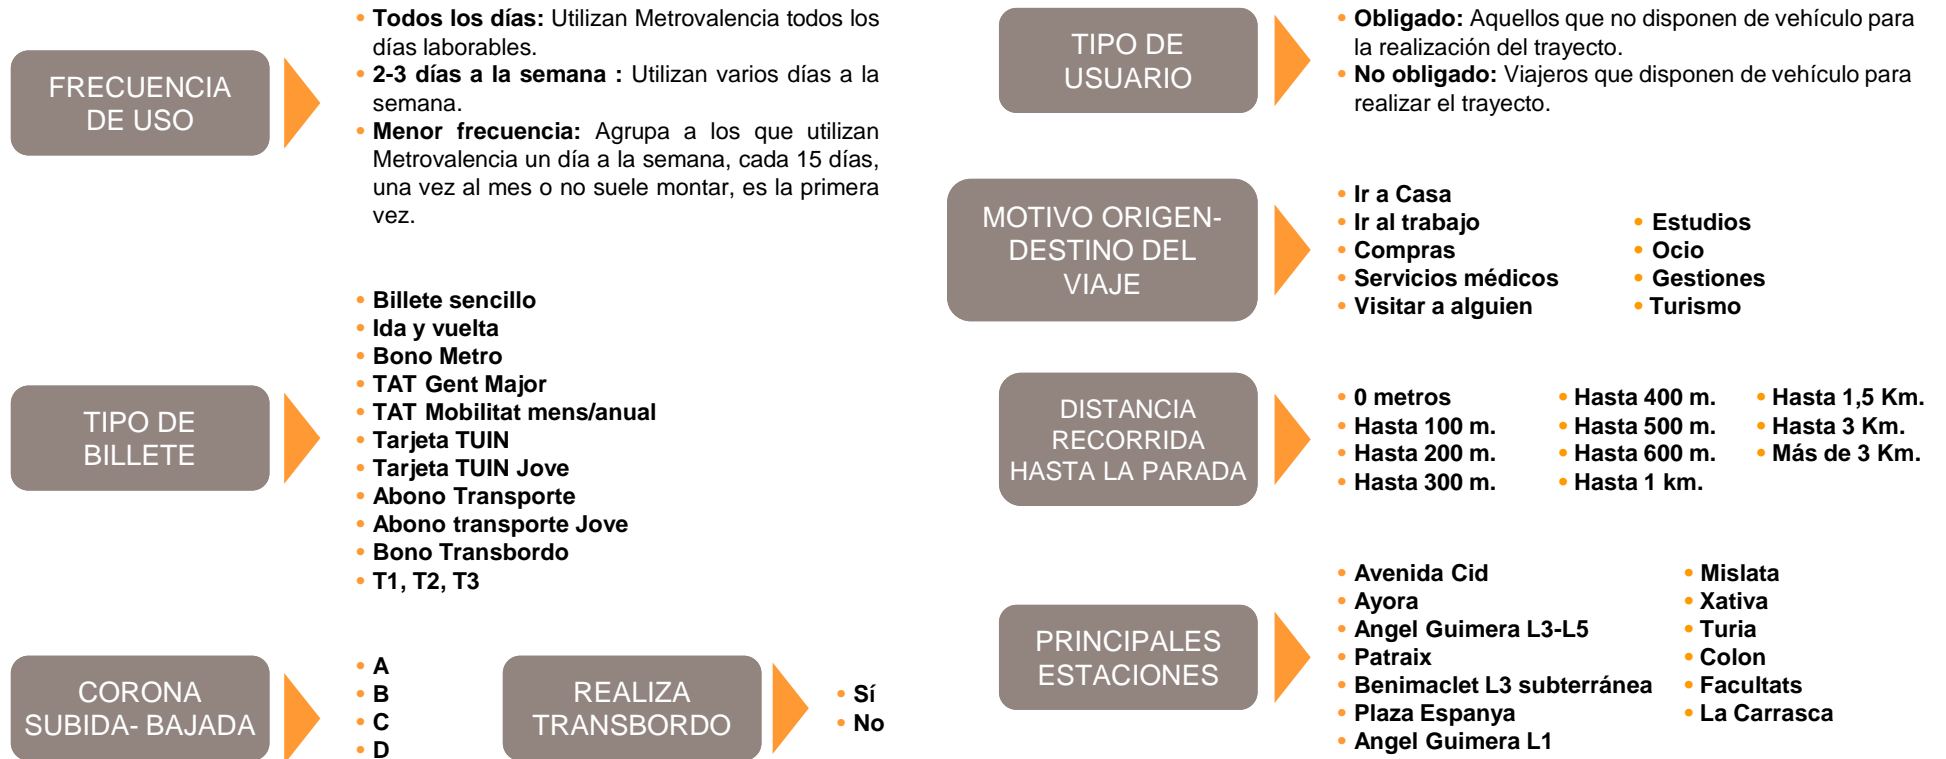 FRECUENCIA
DE USO
• Todos los días: Utilizan Metrovalencia todos los
días laborables.
• 2-3 días a la semana : Utilizan varios días a la
semana.
• Menor frecuencia: Agrupa a los que utilizan
Metrovalencia un día a la semana, cada 15 días,
una vez al mes o no suele montar, es la primera
vez.
TIPO DE
BILLETE
• Billete sencillo
• Ida y vuelta
• Bono Metro
• TAT Gent Major
• TAT Mobilitat mens/anual
• Tarjeta TUIN
• Tarjeta TUIN Jove
• Abono Transporte
• Abono transporte Jove
• Bono Transbordo
• T1, T2, T3
CORONA
SUBIDA- BAJADA
• A
• B
• C
• D
REALIZA
TRANSBORDO
• Sí
• No
TIPO DE
USUARIO
• Obligado: Aquellos que no disponen de vehículo para
la realización del trayecto.
• No obligado: Viajeros que disponen de vehículo para
realizar el trayecto.
MOTIVO ORIGEN-
DESTINO DEL
VIAJE
• Ir a Casa
• Ir al trabajo
• Compras
• Servicios médicos
• Visitar a alguien
• Estudios
• Ocio
• Gestiones
• Turismo
DISTANCIA
RECORRIDA
HASTA LA PARADA
• 0 metros
• Hasta 100 m.
• Hasta 200 m.
• Hasta 300 m.
• Hasta 400 m.
• Hasta 500 m.
• Hasta 600 m.
• Hasta 1 km.
• Hasta 1,5 Km.
• Hasta 3 Km.
• Más de 3 Km.
PRINCIPALES
ESTACIONES
• Avenida Cid
• Ayora
• Angel Guimera L3-L5
• Patraix
• Benimaclet L3 subterránea
• Plaza Espanya
• Angel Guimera L1
• Mislata
• Xativa
• Turia
• Colon
• Facultats
• La Carrasca